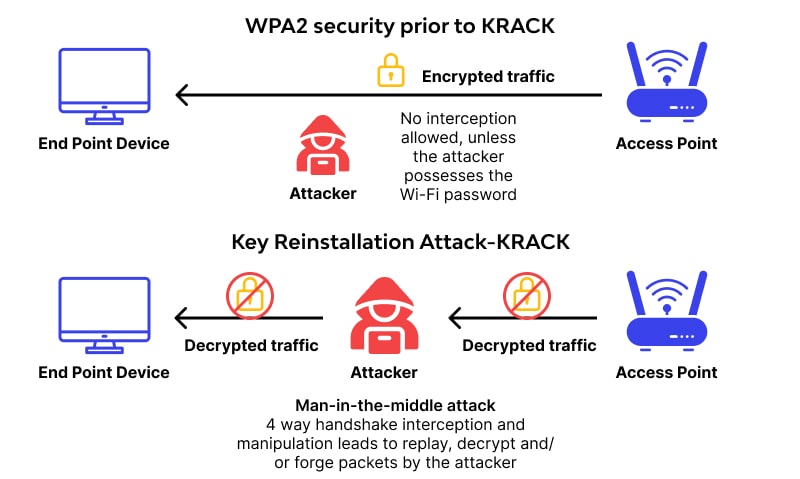 WPA2 security prior to KRACK
Encrypted traffic
End Point Device
No interception
allowed, unless
the attacker
possesses the
Wi-Fi password
Attacker
Access Point
Key Reinstallation Attack-KRACK
Decrypted traffic
Decrypted traffic
End Point Device
Attacker
Access Point
Man-in-the-middle attack
4 way handshake interception and
manipulation leads to replay, decrypt and/
or forge packets by the attacker